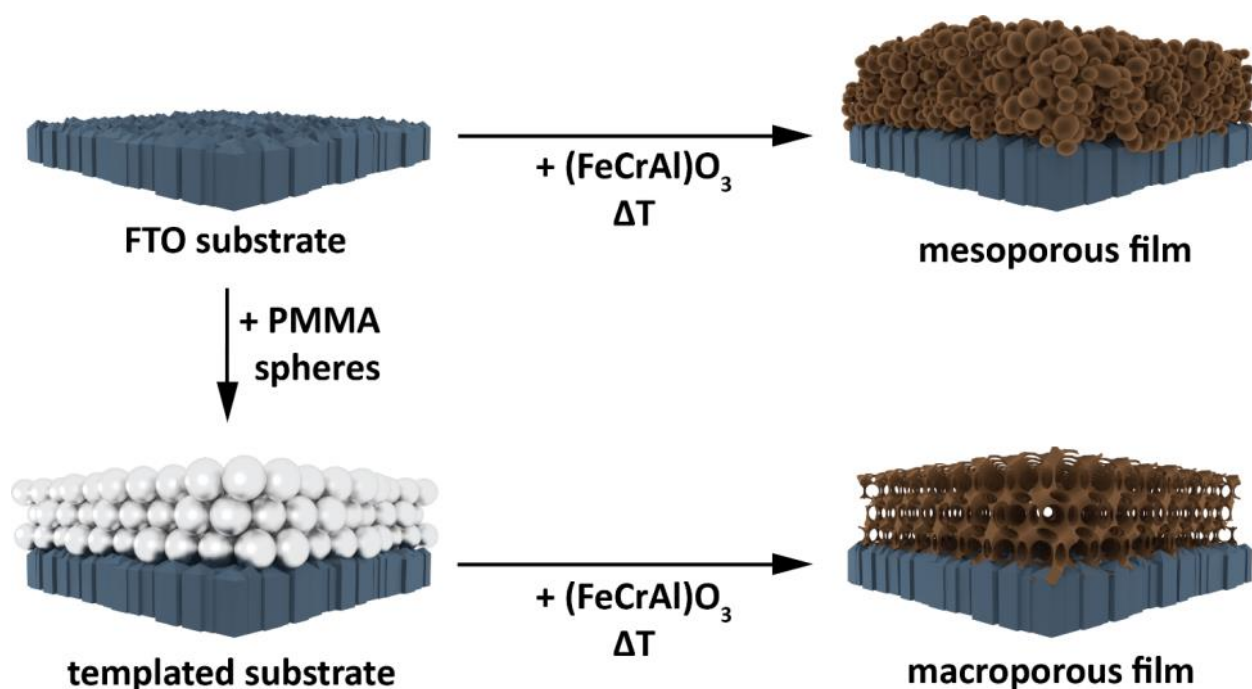 + (FeCrAl)O₃
ΔT
FTO substrate
mesoporous film
+ PMMA
spheres
+ (FeCrAl)O₃
ΔT
templated substrate
macroporous film